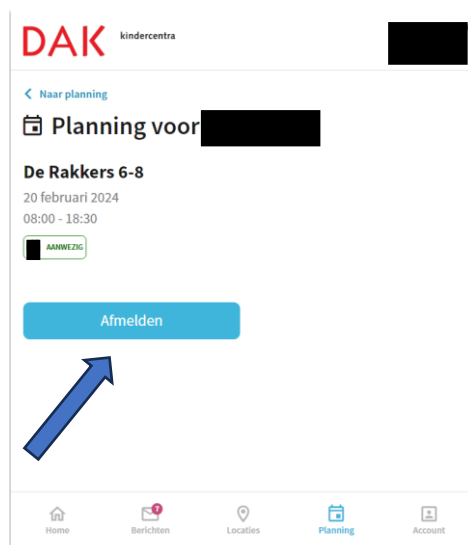 DAK kindercentra
Naar planning
Planning voor
De Rakkers 6-8
20 februari 2024
08:00 - 18:30
AANWEZIG
Afmelden
7
Home Berichten Locaties Planning Account